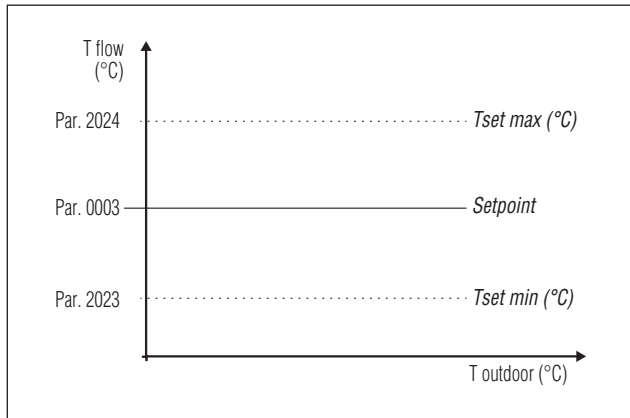 T flow
(°C)
Par. 2024
Tset max (°C)
Par. 0003
Setpoint
Par. 2023
Tset min (°C)
T outdoor (°C)